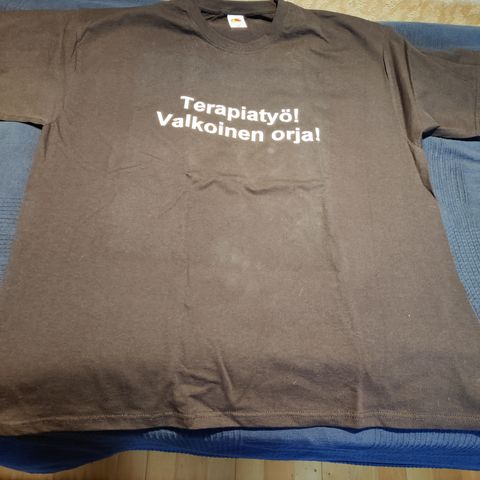 Terapiatyö!
Valkoinen orja!